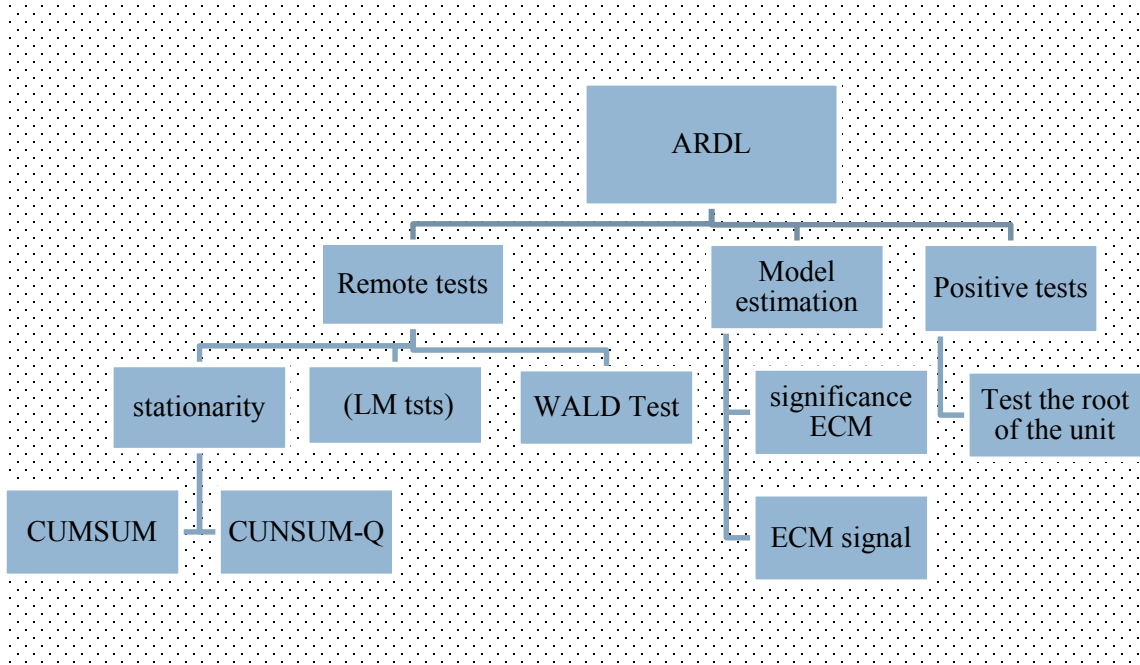 ARDL
Remote tests
Model
estimation
Positive tests
stationarity
(LM tsts)
WALD Test
significance
ECM
Test the root
of the unit
CUMSUM
CUNSUM-Q
ECM signal